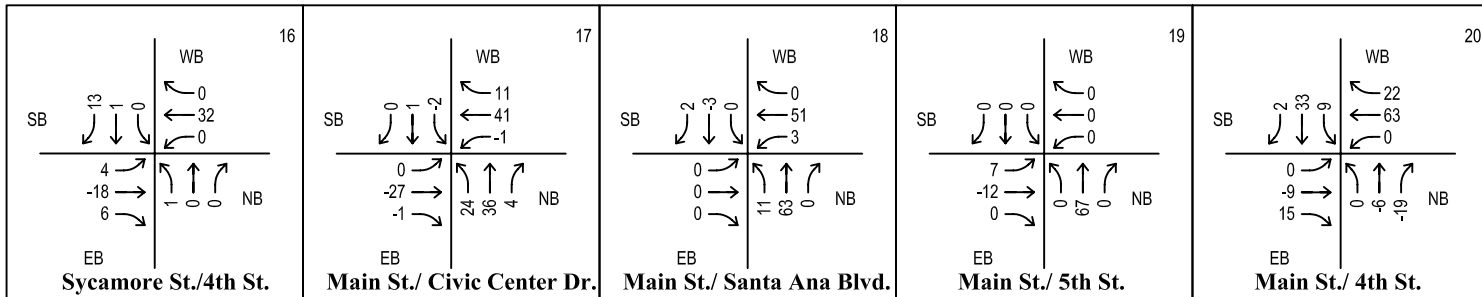 16
WB
0
32
0
13 1 0
SB
4
-18
6
1 0 0
NB
EB
Sycamore St./4th St.
17
WB
11
41
-1
0 1 -2
SB
0
-27
-1
24 36 4
NB
EB
Main St./ Civic Center Dr.
18
WB
0
51
3
2 -3 0
SB
0
0
0
11 63 0
NB
EB
Main St./ Santa Ana Blvd.
19
WB
0
0
0
0 0 0
SB
7
-12
0
0 67 0
NB
EB
Main St./ 5th St.
20
WB
22
63
0
2 33 9
SB
0
-9
15
0 -6 -19
NB
EB
Main St./ 4th St.